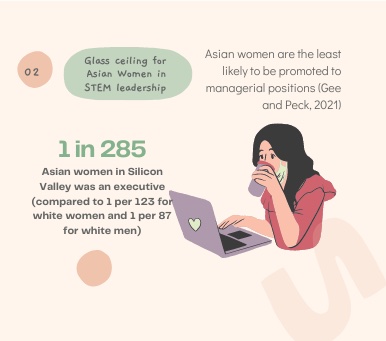 02
Glass ceiling for
Asian Women in
STEM leadership
Asian women are the least
likely to be promoted to
managerial positions (Gee
and Peck, 2021)
1 in 285
Asian women in Silicon
Valley was an executive
(compared to 1 per 123 for
white women and 1 per 87
for white men)
S